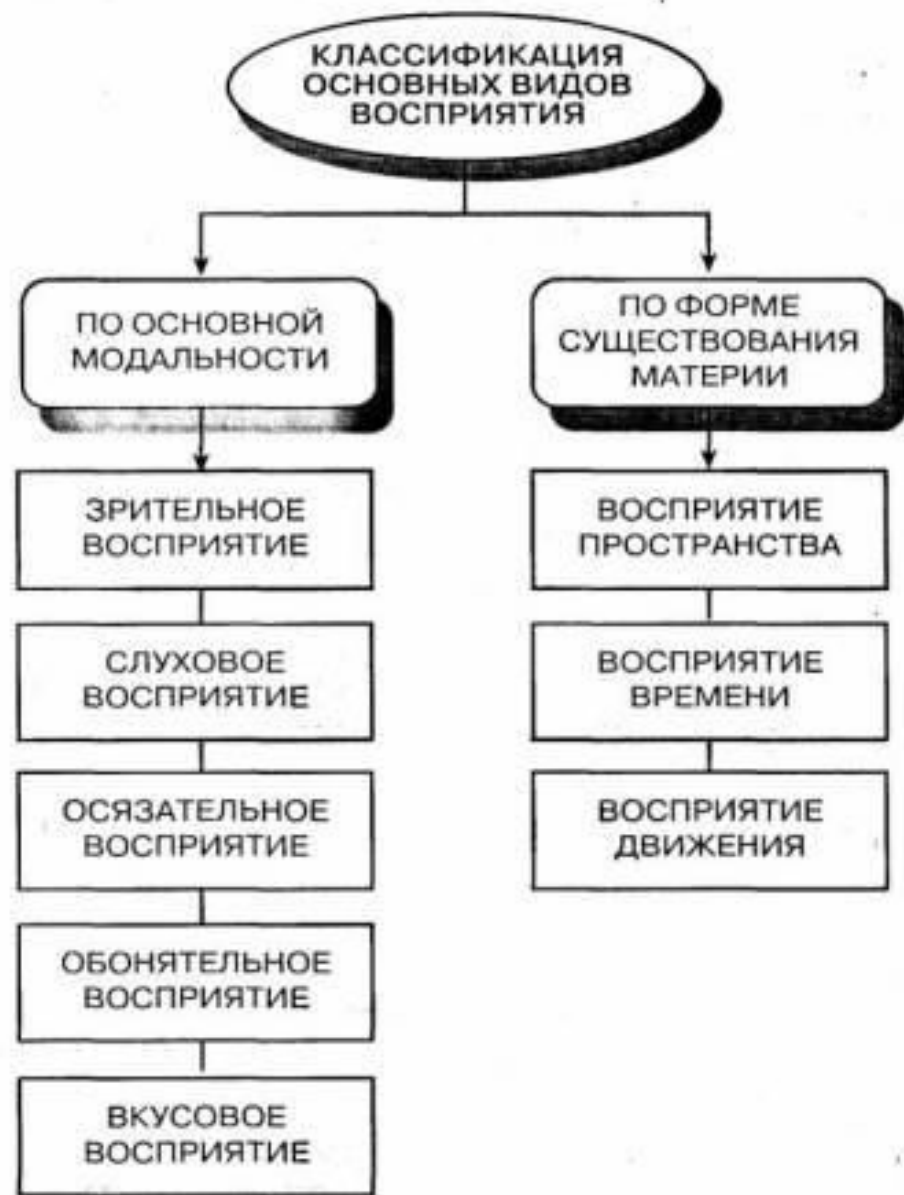 КЛАССИФИКАЦИЯ
ОСНОВНЫХ ВИДОВ
ВОСПРИЯТИЯ
ПО ОСНОВНОЙ
МОДАЛЬНОСТИ
ЗРИТЕЛЬНОЕ
ВОСПРИЯТИЕ
СЛУХОВОЕ
ВОСПРИЯТИЕ
ОСЯЗАТЕЛЬНОЕ
ВОСПРИЯТИЕ
ОБОНЯТЕЛЬНОЕ
ВОСПРИЯТИЕ
ВКУСОВОЕ
ВОСПРИЯТИЕ
ПО ФОРМЕ
СУЩЕСТВОВАНИЯ
МАТЕРИИ
ВОСПРИЯТИЕ
ПРОСТРАНСТВА
ВОСПРИЯТИЕ
ВРЕМЕНИ
ВОСПРИЯТИЕ
ДВИЖЕНИЯ